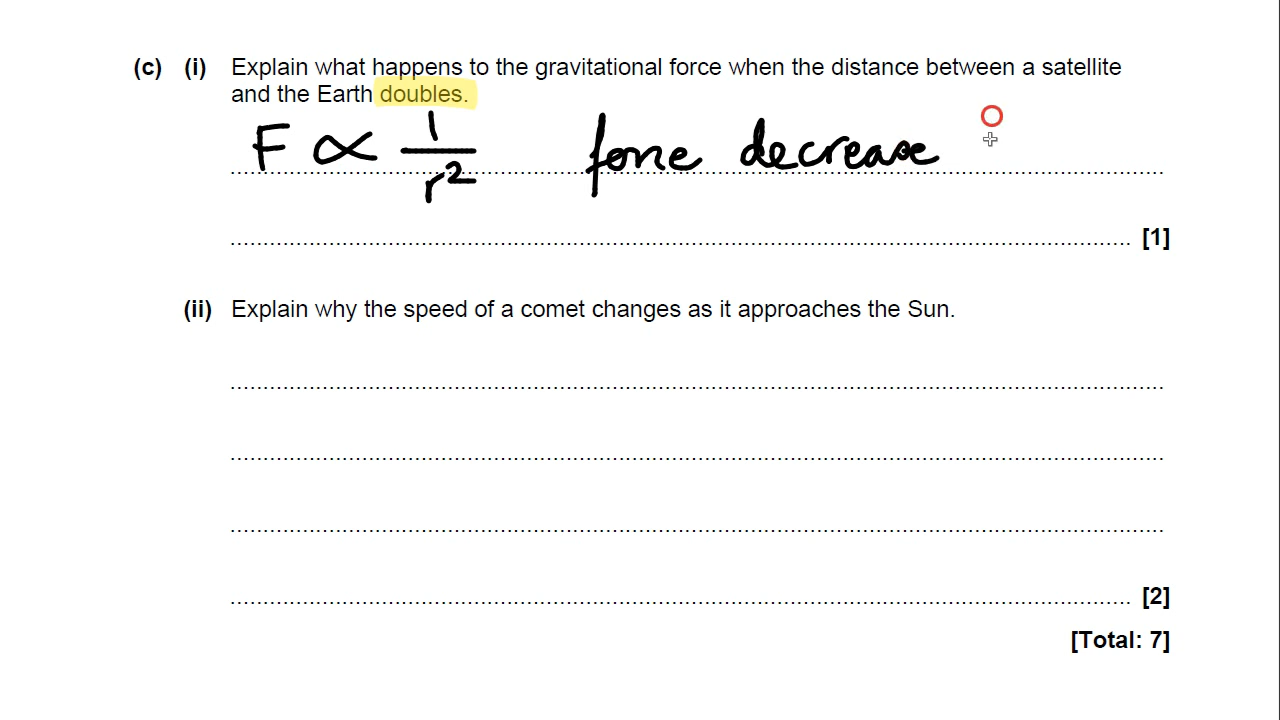 (c) (i) Explain what happens to the gravitational force when the distance between a satellite
and the Earth doubles.
F ∝ 1/r² force decrease
[1]
(ii) Explain why the speed of a comet changes as it approaches the Sun.
[2]
[Total: 7]